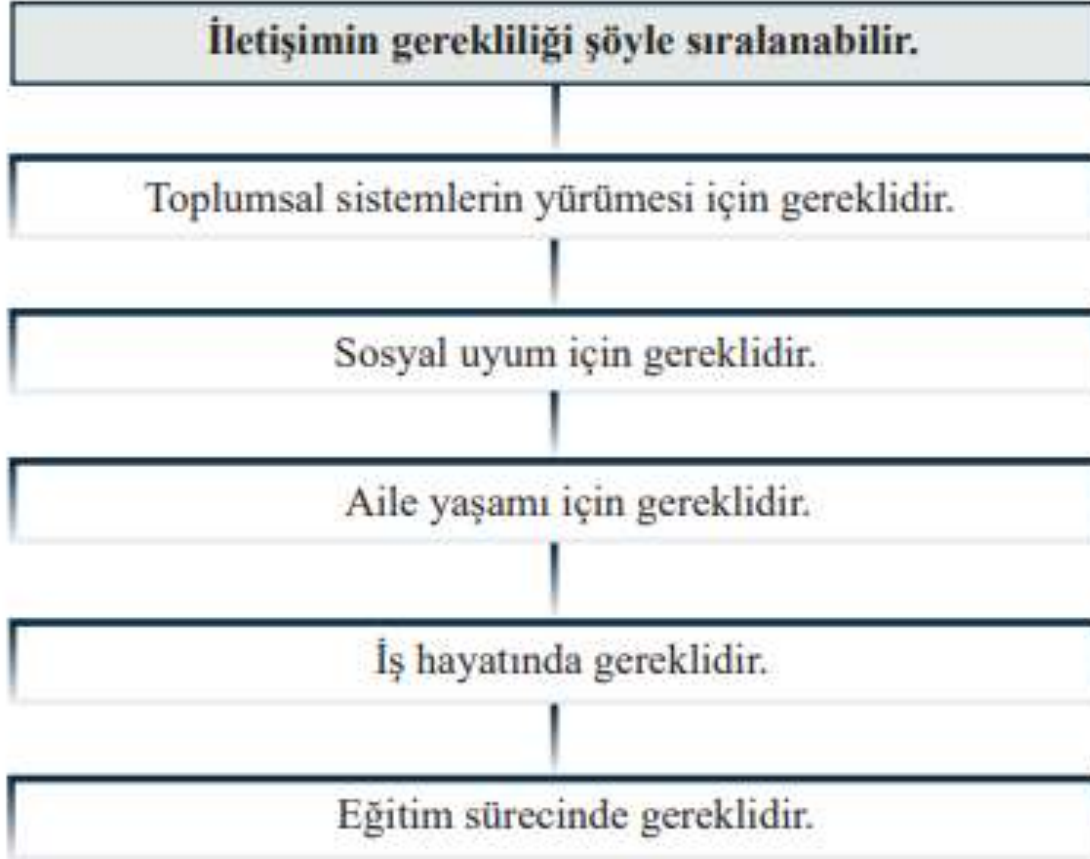 İletişimin gerekliliği şöyle sıralanabilir.
Toplumsal sistemlerin yürümesi için gereklidir.
Sosyal uyum için gereklidir.
Aile yaşamı için gereklidir.
İş hayatında gereklidir.
Eğitim sürecinde gereklidir.